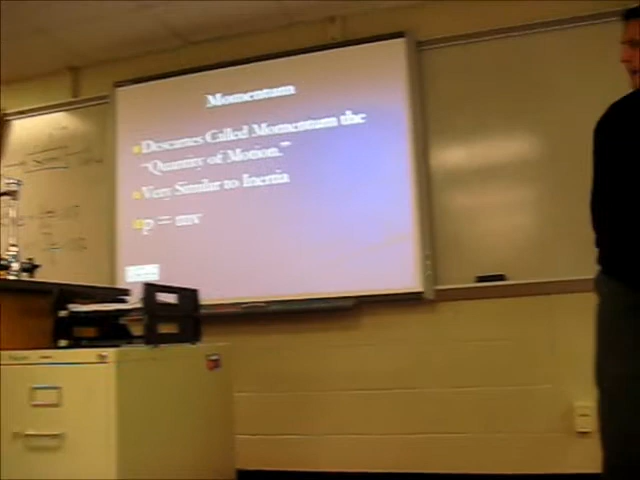 Momentum
Descartes Called Momentum the
"Quantity of Motion."
Very Similar to Inertia
p = mv